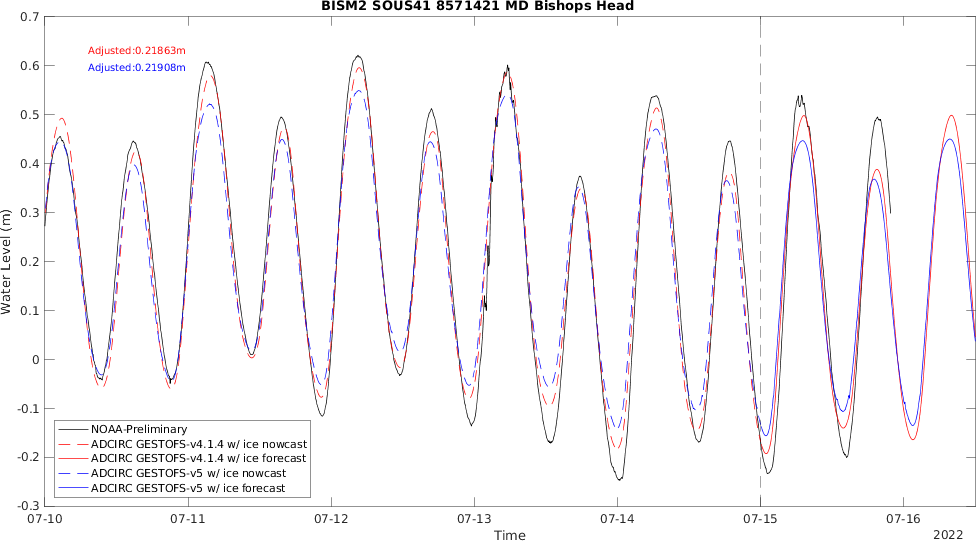 BISM2 SOUS41 8571421 MD Bishops Head
0.7
0.6
0.5
0.4
0.3
0.2
0.1
0
-0.1
-0.2
-0.3
Water Level (m)
Adjusted:0.21863m
Adjusted:0.21908m
NOAA-Preliminary
ADCIRC GESTOFS-v4.1.4 w/ ice nowcast
ADCIRC GESTOFS-v4.1.4 w/ ice forecast
ADCIRC GESTOFS-v5 w/ ice nowcast
ADCIRC GESTOFS-v5 w/ ice forecast
07-10 07-11 07-12 07-13 07-14 07-15 07-16
Time
2022